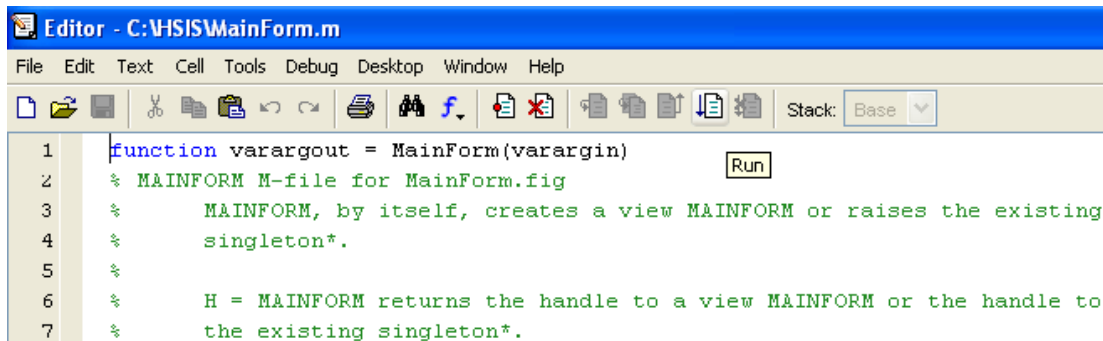 Editor - C:\HSIS\MainForm.m
File Edit Text Cell Tools Debug Desktop Window Help
Stack: Base
1 function varargout = MainForm(varargin)
Run
2 % MAINFORM M-file for MainForm.fig
3 % MAINFORM, by itself, creates a view MAINFORM or raises the existing
4 % singleton*.
5 %
6 % H = MAINFORM returns the handle to a view MAINFORM or the handle to
7 % the existing singleton*.